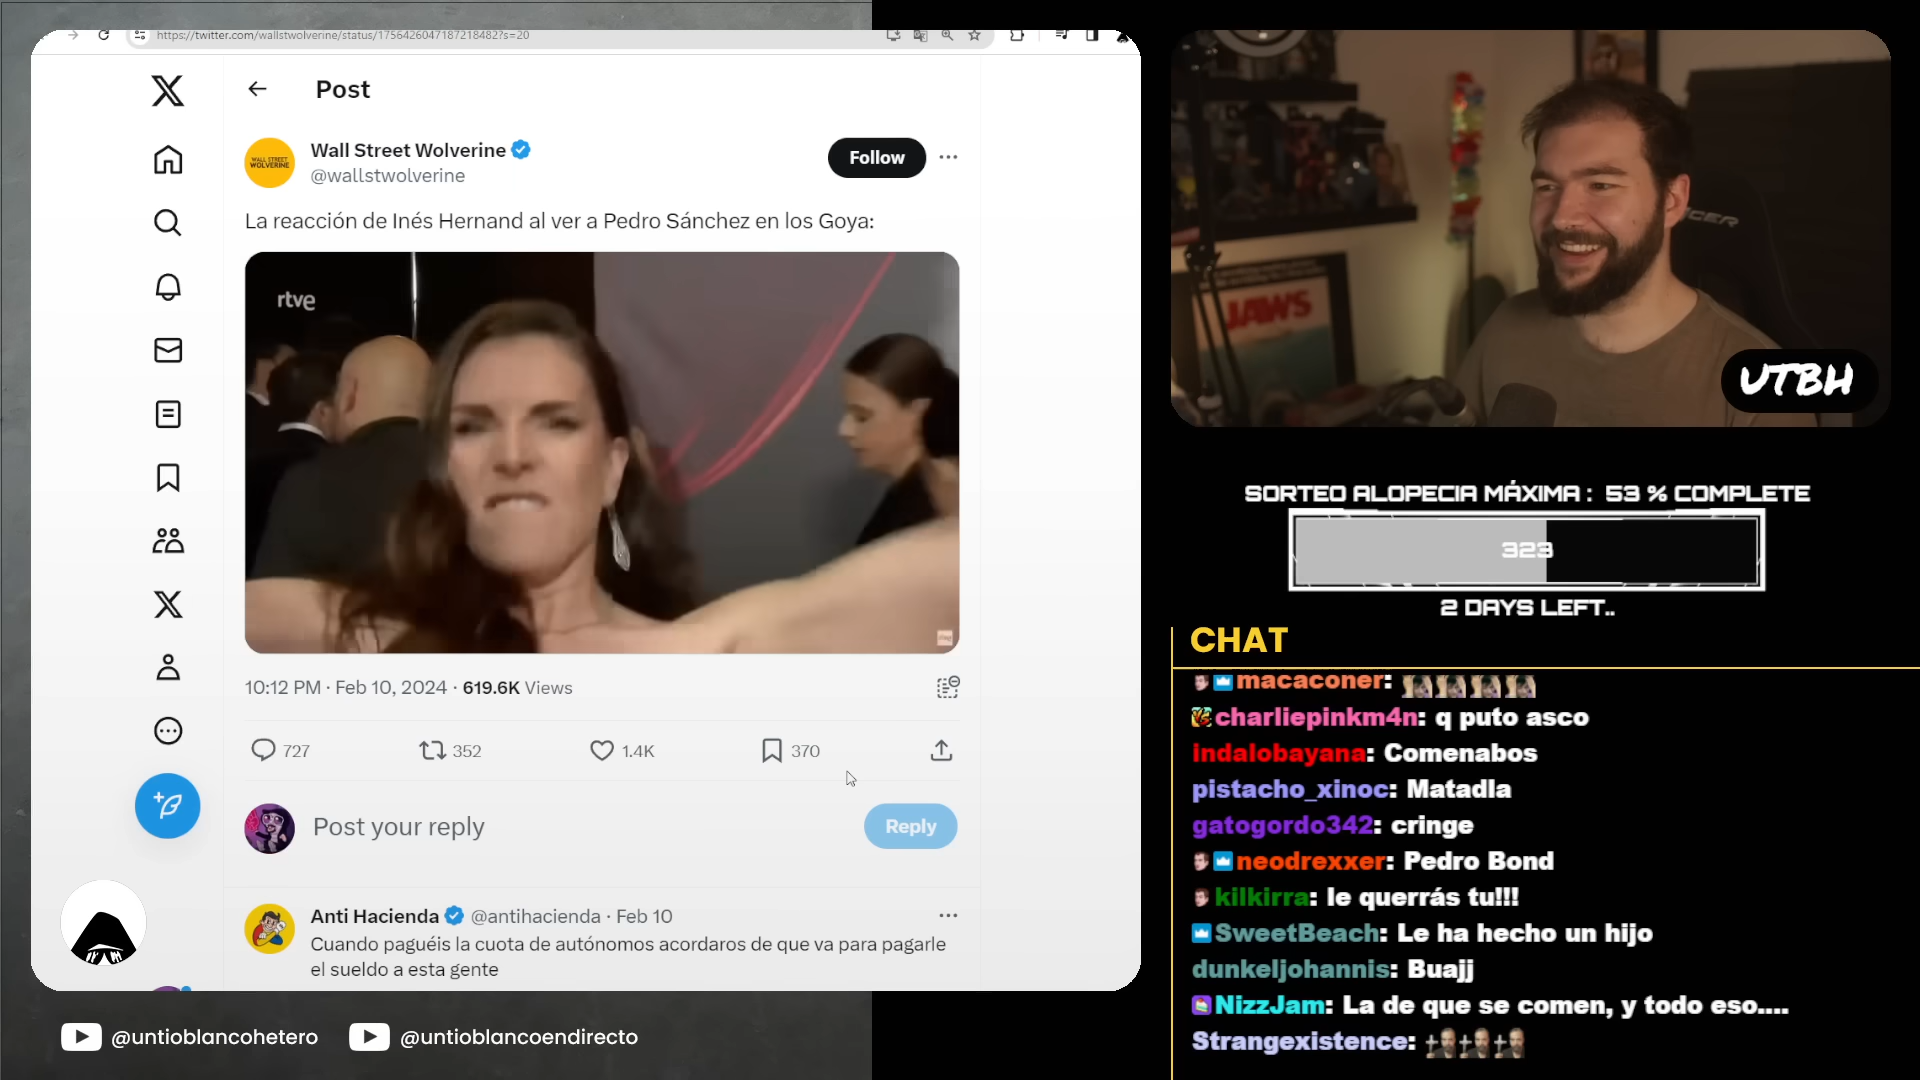 https://twitter.com/wallstwolverine/status/1756426047187218482?s=20
Post
WALL STREET WOLVERINE
Wall Street Wolverine
@wallstwolverine
Follow
La reacción de Inés Hernand al ver a Pedro Sánchez en los Goya:
rtve
10:12 PM · Feb 10, 2024 · 619.6K Views
727 352 1.4K 370
Post your reply
Reply
Anti Hacienda @antihacienda · Feb 10
Cuando paguéis la cuota de autónomos acordaros de que va para pagarle
el sueldo a esta gente
@untioblancohetero
@untioblancoendirecto
JAWS
UTBH
SORTEO ALOPECIA MÁXIMA : 53 % COMPLETE
323
2 DAYS LEFT..
CHAT
macaconer:
charliepinkm4n: q puto asco
indalobayana: Comenabos
pistacho_xinoc: Matadla
gatogordo342: cringe
neodrexxer: Pedro Bond
kilkirra: le querrás tu!!!
SweetBeach: Le ha hecho un hijo
dunkeljohannis: Buajj
NizzJam: La de que se comen, y todo eso....
Strangexistence: